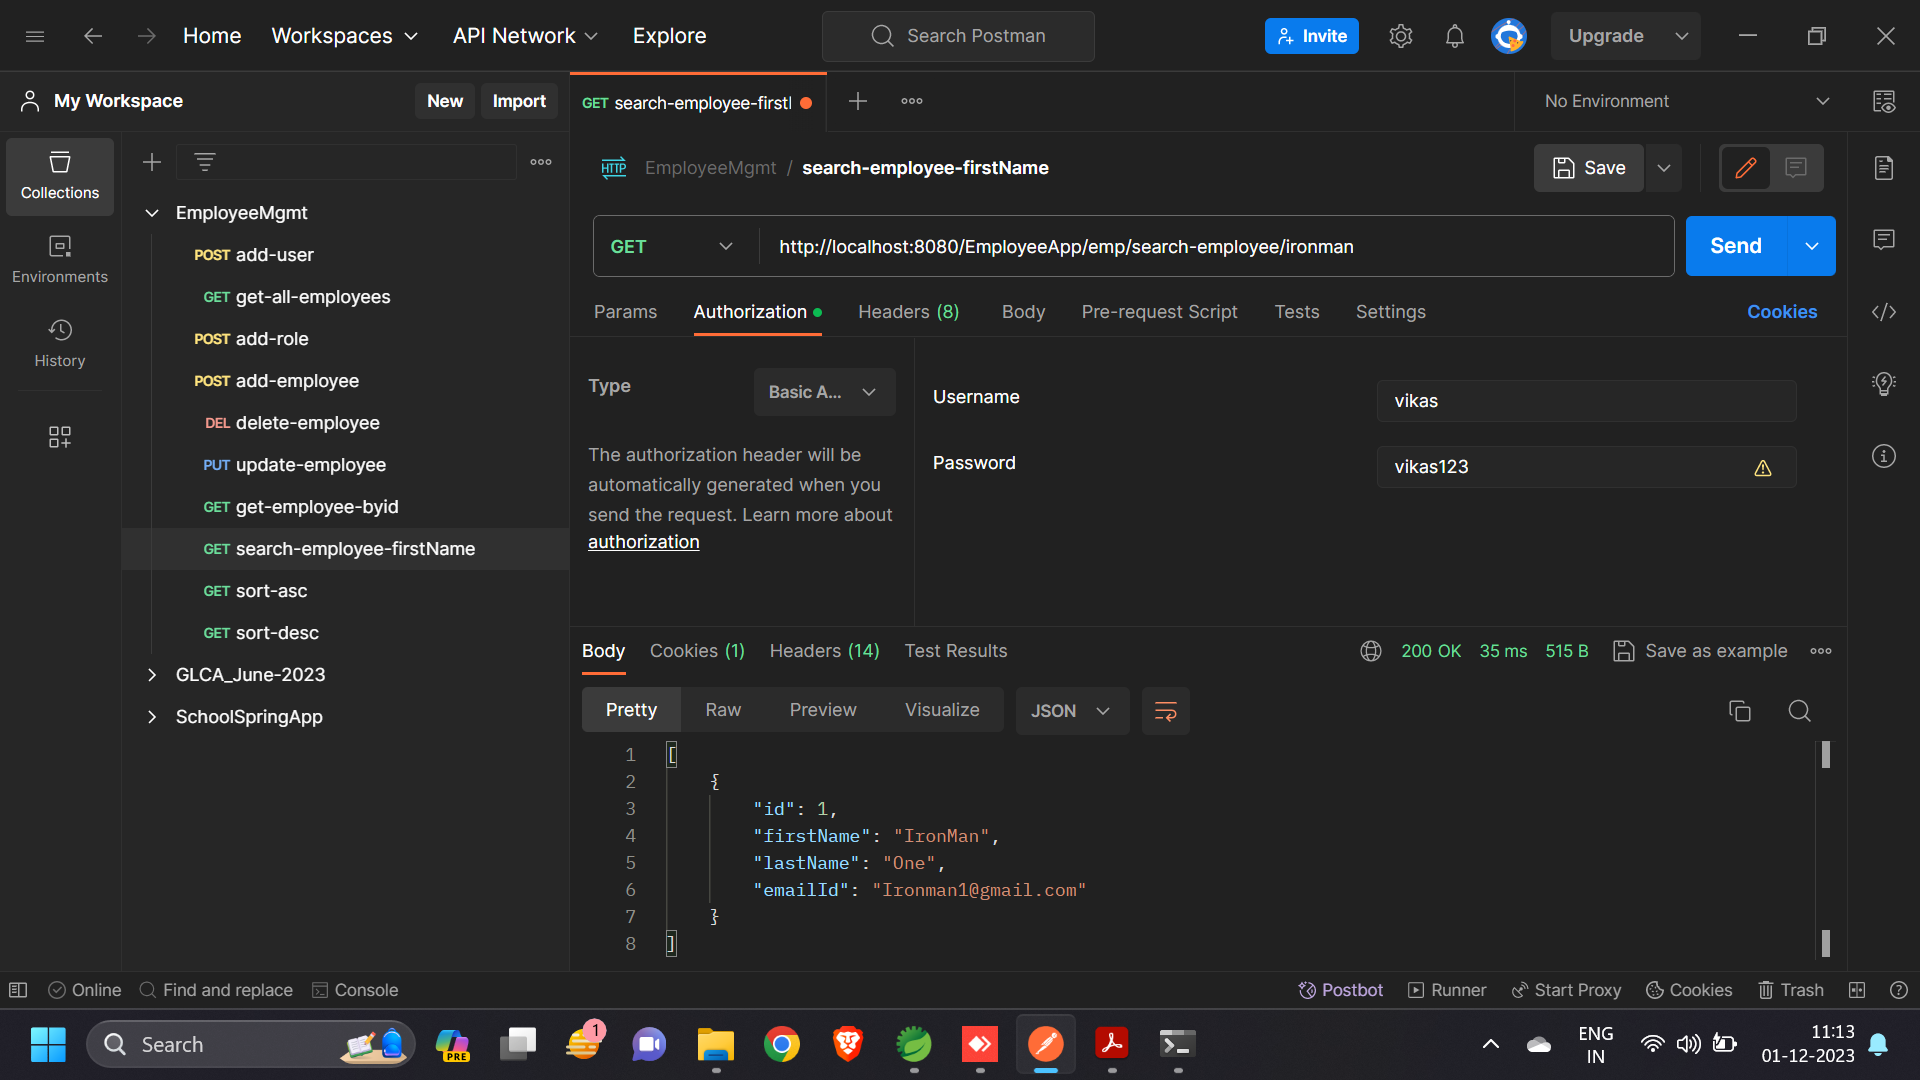 Home
Workspaces
API Network
Explore
Search Postman
Invite
Upgrade
My Workspace
New
Import
GET search-employee-firstl
No Environment
Collections
Environments
History
EmployeeMgmt
POST add-user
GET get-all-employees
POST add-role
POST add-employee
DEL delete-employee
PUT update-employee
GET get-employee-byid
GET search-employee-firstName
GET sort-asc
GET sort-desc
GLCA_June-2023
SchoolSpringApp
HTTP EmployeeMgmt / search-employee-firstName
Save
GET
http://localhost:8080/EmployeeApp/emp/search-employee/ironman
Send
Params
Authorization
Headers (8)
Body
Pre-request Script
Tests
Settings
Cookies
Type
Basic A...
The authorization header will be
automatically generated when you
send the request. Learn more about
authorization
Username
vikas
Password
vikas123
Body
Cookies (1)
Headers (14)
Test Results
200 OK
35 ms
515 B
Save as example
Pretty
Raw
Preview
Visualize
JSON
1 [
2 {
3 "id": 1,
4 "firstName": "IronMan",
5 "lastName": "One",
6 "emailId": "Ironman1@gmail.com"
7 }
8 ]
Online
Find and replace
Console
Postbot
Runner
Start Proxy
Cookies
Trash
Search
PRE
1
ENG
IN
11:13
01-12-2023